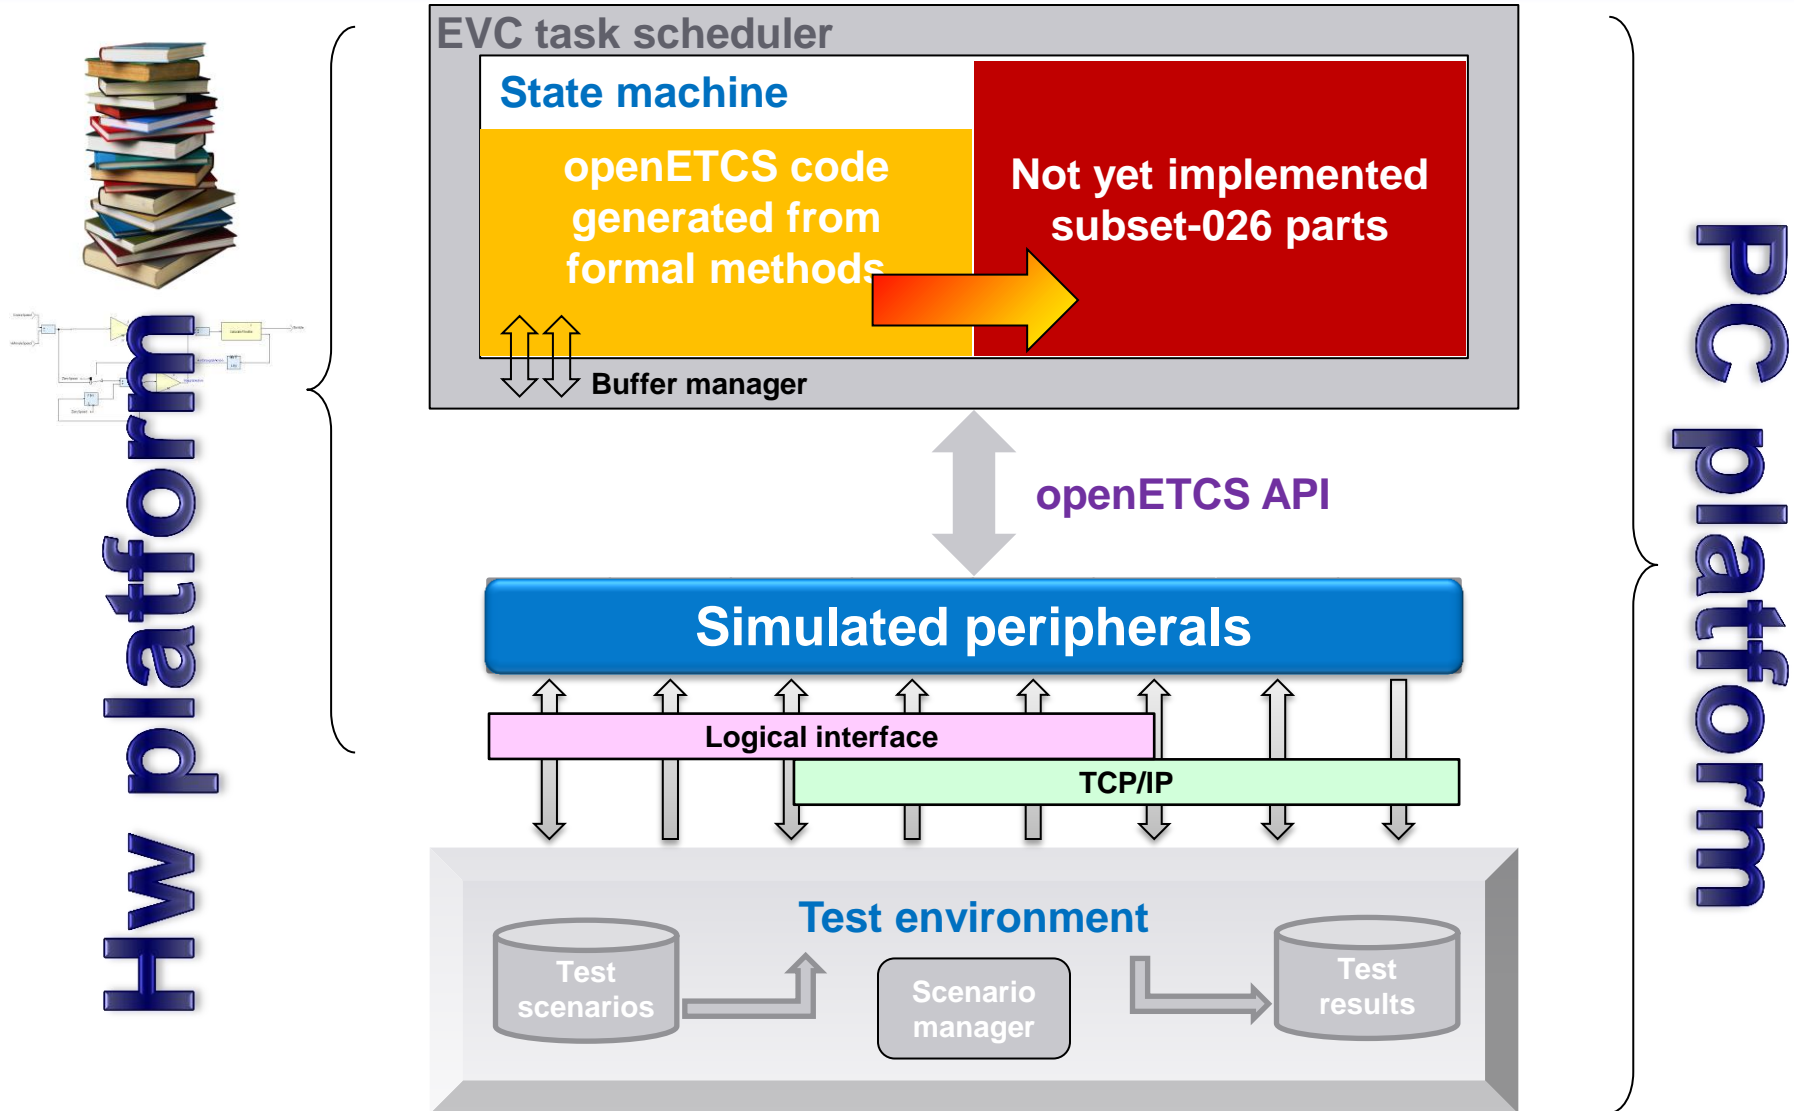 EVC task scheduler
State machine
openETCS code
generated from
formal methods
Not yet implemented
subset-026 parts
Buffer manager
openETCS API
Simulated peripherals
Logical interface
TCP/IP
Test environment
Test
scenarios
Scenario
manager
Test
results
Hw platform
PC platform